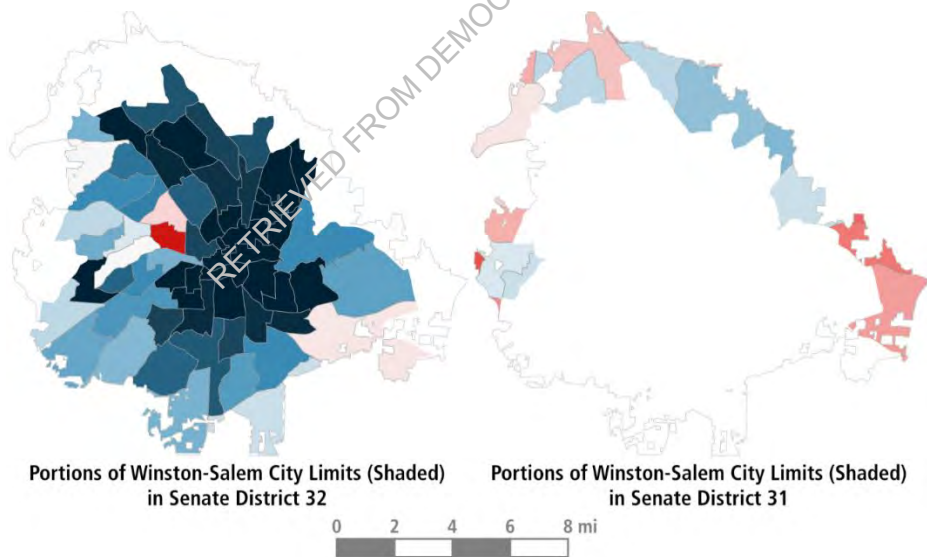 RETRIEVED FROM DEMOC
Portions of Winston-Salem City Limits (Shaded)
in Senate District 32
Portions of Winston-Salem City Limits (Shaded)
in Senate District 31
0 2 4 6 8 mi